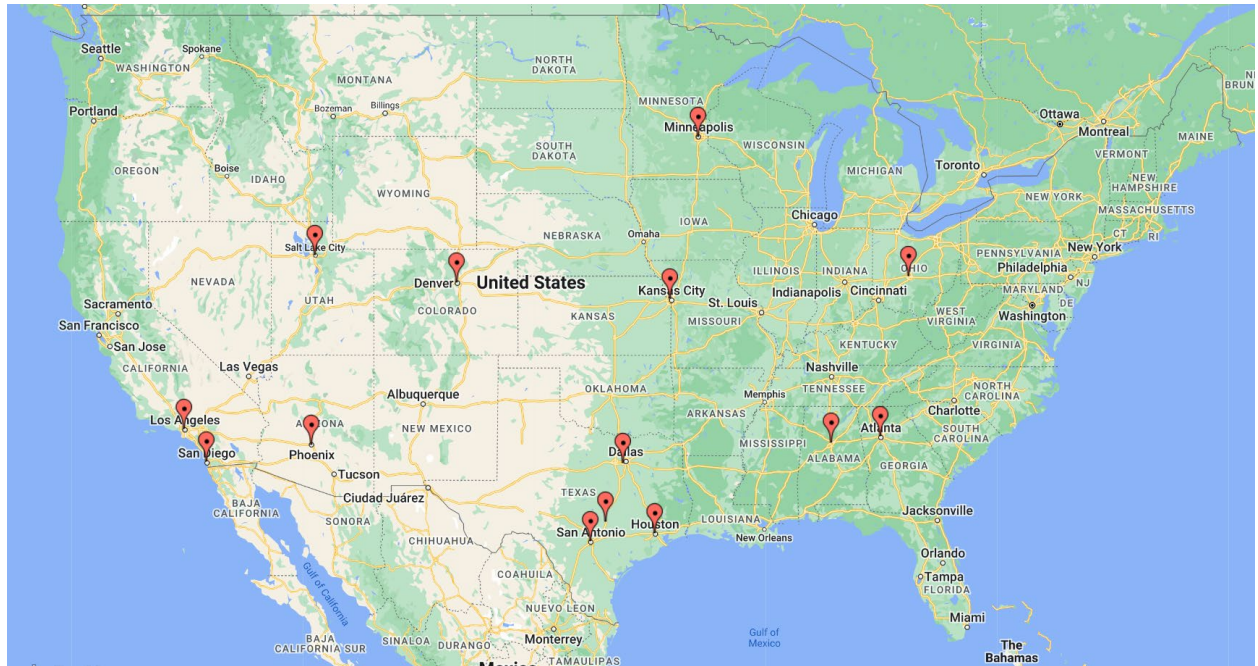 Seattle
Spokane
WASHINGTON
NORTH
DAKOTA
MONTANA
Bozeman
Billings
MINNESOTA
Minneapolis
Portland
Ottawa
Montreal
MAINE
SOUTH
DAKOTA
WISCONSIN
VERMONT
OREGON
Boise
IDAHO
MICHIGAN
Toronto
NEW
HAMPSHIRE
WYOMING
NEW YORK
MASSACHUSETTS
Chicago
IOWA
CT
RI
NEBRASKA
Omaha
Salt Lake City
PENNSYLVANIA
New York
NEVADA
Denver
United States
ILLINOIS
INDIANA
OHIO
Philadelphia
NJ
UTAH
Kansas City
Indianapolis
Cincinnati
MARYLAND
DE
Sacramento
COLORADO
St. Louis
WEST
VIRGINIA
Washington
San Francisco
KANSAS
MISSOURI
San Jose
KENTUCKY
VIRGINIA
CALIFORNIA
Las Vegas
Nashville
OKLAHOMA
TENNESSEE
NORTH
CAROLINA
Albuquerque
Memphis
Los Angeles
ARIZONA
NEW MEXICO
ARKANSAS
Charlotte
Atlanta
SOUTH
CAROLINA
San Diego
Phoenix
Dallas
MISSISSIPPI
ALABAMA
GEORGIA
Tucson
Ciudad Juárez
TEXAS
BAJA
CALIFORNIA
SONORA
LOUISIANA
Jacksonville
San Antonio
Houston
New Orleans
CHIHUAHUA
Orlando
Tampa
FLORIDA
COAHUILA
Gulf of California
NUEVO LEON
Miami
BAJA
CALIFORNIA SUR
SINALOA
DURANGO
Monterrey
Gulf of
Mexico
The
Bahamas
TAMAULIPAS
Mexico